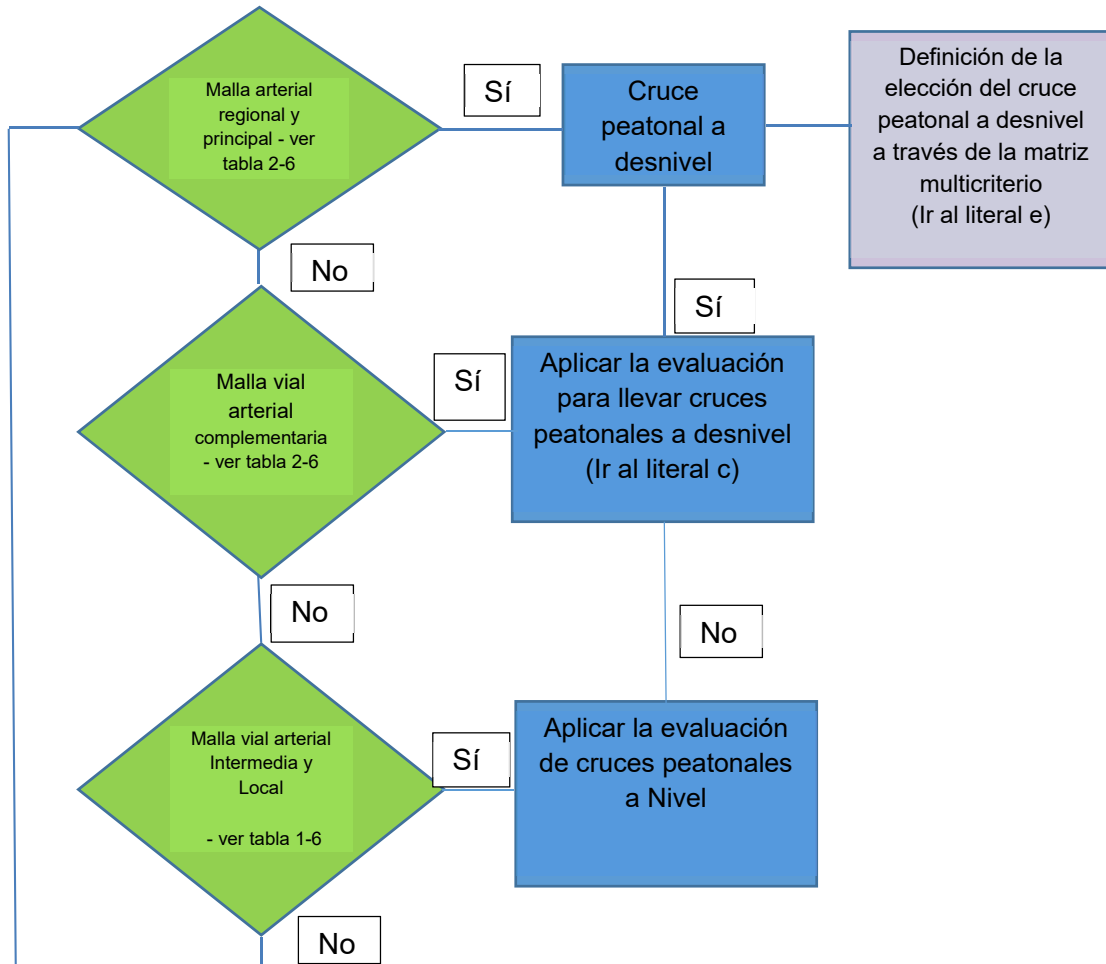 Malla arterial
regional y
principal - ver
tabla 2-6
Sí
Cruce
peatonal a
desnivel
Definición de la
elección del cruce
peatonal a desnivel
a través de la matriz
multicriterio
(Ir al literal e)
No
Sí
Malla vial
arterial
complementaria
- ver tabla 2-6
Sí
Aplicar la evaluación
para llevar cruces
peatonales a desnivel
(Ir al literal c)
No
No
Malla vial arterial
Intermedia y
Local
- ver tabla 1-6
Sí
Aplicar la evaluación
de cruces peatonales
a Nivel
No